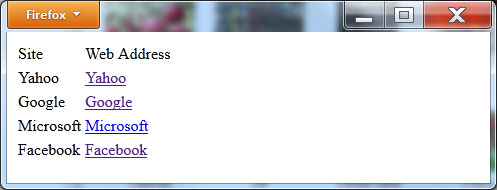 Firefox
Site Web Address
Yahoo Yahoo
Google Google
Microsoft Microsoft
Facebook Facebook